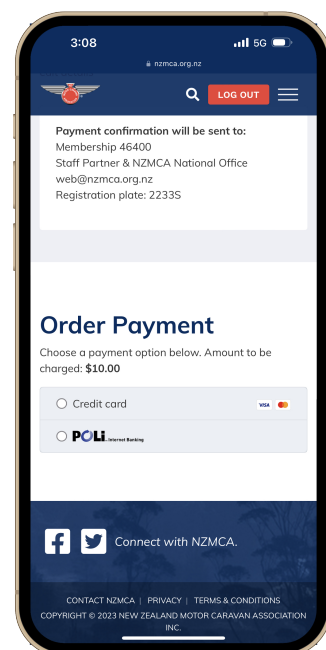 3:08
5G
nzmca.org.nz
LOG OUT
Payment confirmation will be sent to:
Membership 46400
Staff Partner & NZMCA National Office
web@nzmca.org.nz
Registration plate: 2233S
Order Payment
Choose a payment option below. Amount to be
charged: $10.00
Credit card VISA
POLi Internet Banking
Connect with NZMCA.
CONTACT NZMCA | PRIVACY | TERMS & CONDITIONS
COPYRIGHT © 2023 NEW ZEALAND MOTOR CARAVAN ASSOCIATION
INC.